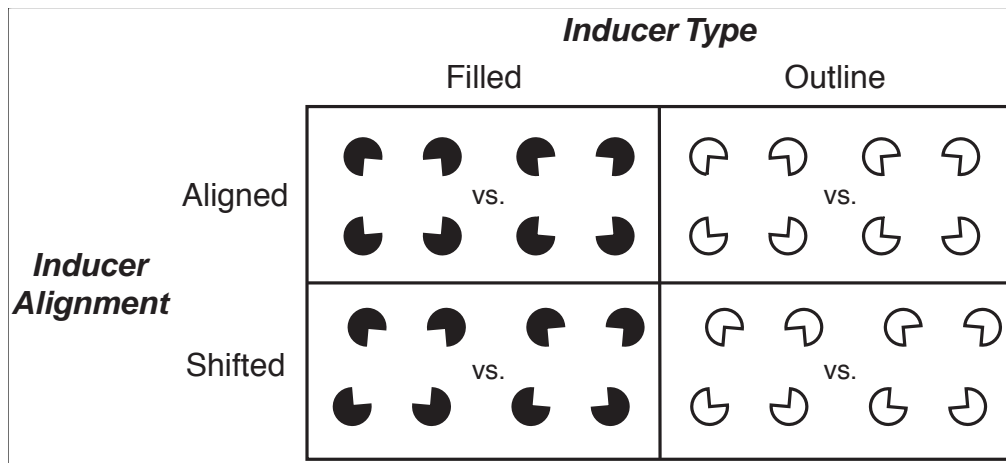 Inducer Type
Filled Outline
Aligned
vs. vs.
Inducer
Alignment
Shifted
vs. vs.